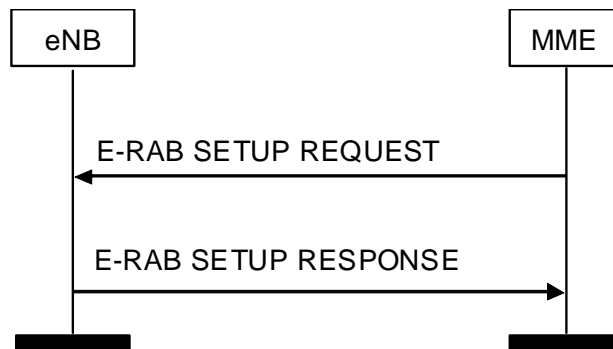 eNB
MME
E-RAB SETUP REQUEST
E-RAB SETUP RESPONSE